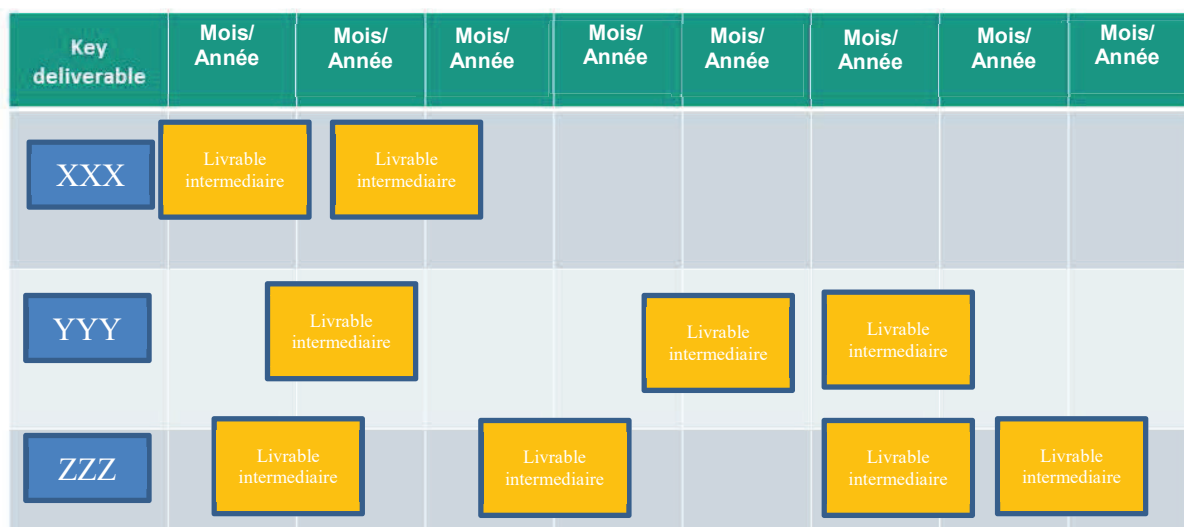 Key
deliverable
Mois/
Année
Mois/
Année
Mois/
Année
Mois/
Année
Mois/
Année
Mois/
Année
Mois/
Année
Mois/
Année
XXX
Livrable
intermediaire
Livrable
intermediaire
YYY
Livrable
intermediaire
Livrable
intermediaire
Livrable
intermediaire
ZZZ
Livrable
intermediaire
Livrable
intermediaire
Livrable
intermediaire
Livrable
intermediaire